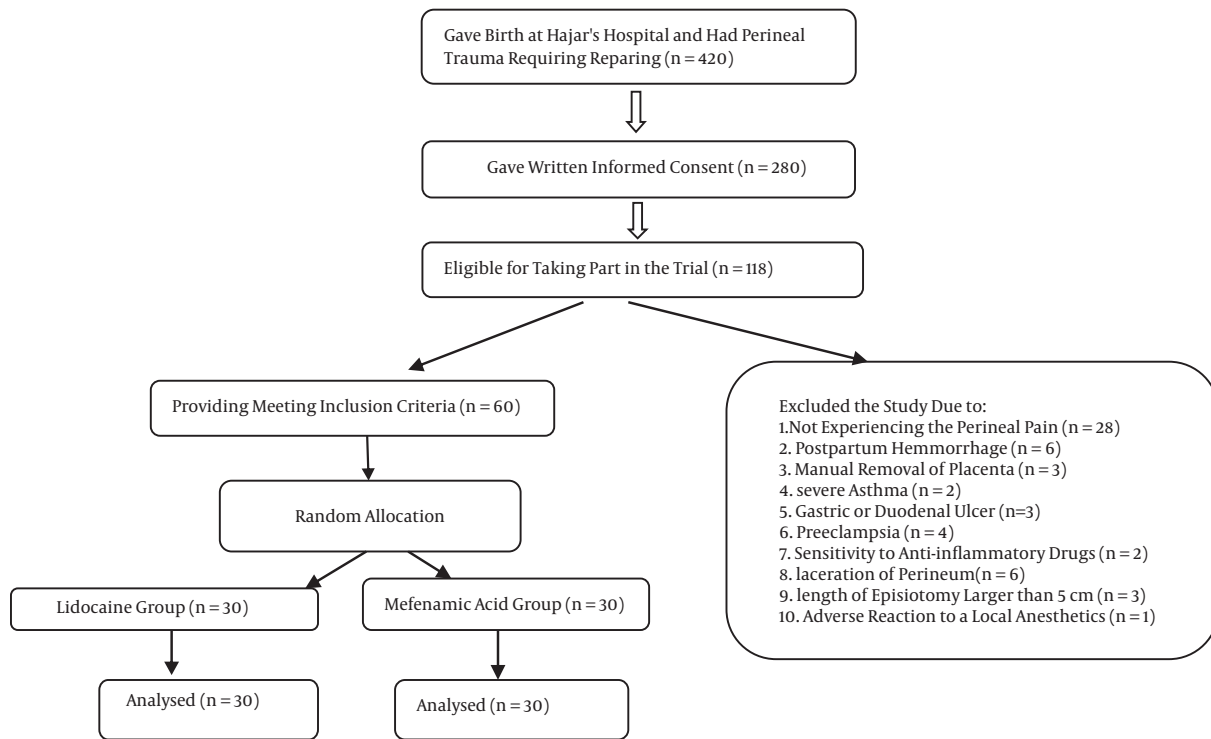 Gave Birth at Hajar's Hospital and Had Perineal
Trauma Requiring Reparing (n = 420)
Gave Written Informed Consent (n = 280)
Eligible for Taking Part in the Trial (n = 118)
Providing Meeting Inclusion Criteria (n = 60)
Random Allocation
Lidocaine Group (n = 30)
Mefenamic Acid Group (n = 30)
Analysed (n = 30)
Analysed (n = 30)
Excluded the Study Due to:
1.Not Experiencing the Perineal Pain (n = 28)
2. Postpartum Hemmorrhage (n = 6)
3. Manual Removal of Placenta (n = 3)
4. severe Asthma (n = 2)
5. Gastric or Duodenal Ulcer (n=3)
6. Preeclampsia (n = 4)
7. Sensitivity to Anti-inflammatory Drugs (n = 2)
8. laceration of Perineum(n = 6)
9. length of Episiotomy Larger than 5 cm (n = 3)
10. Adverse Reaction to a Local Anesthetics (n = 1)